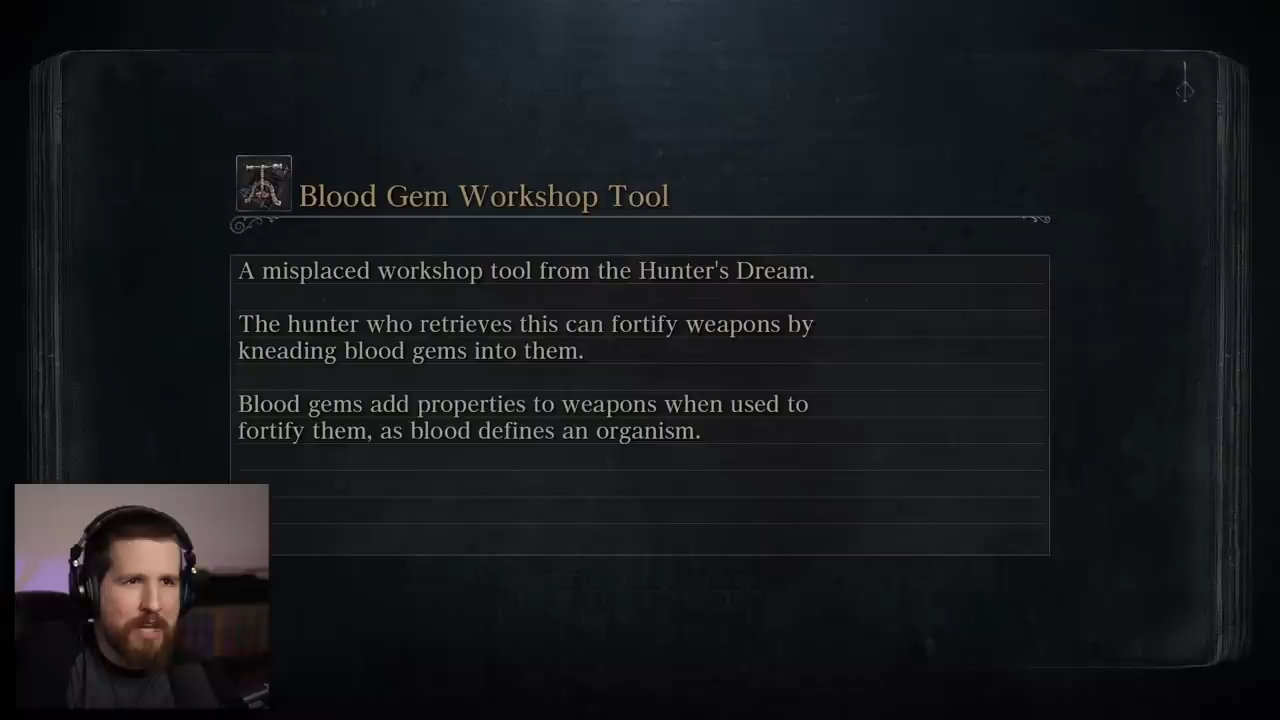 Blood Gem Workshop Tool
A misplaced workshop tool from the Hunter's Dream.
The hunter who retrieves this can fortify weapons by
kneading blood gems into them.
Blood gems add properties to weapons when used to
fortify them, as blood defines an organism.